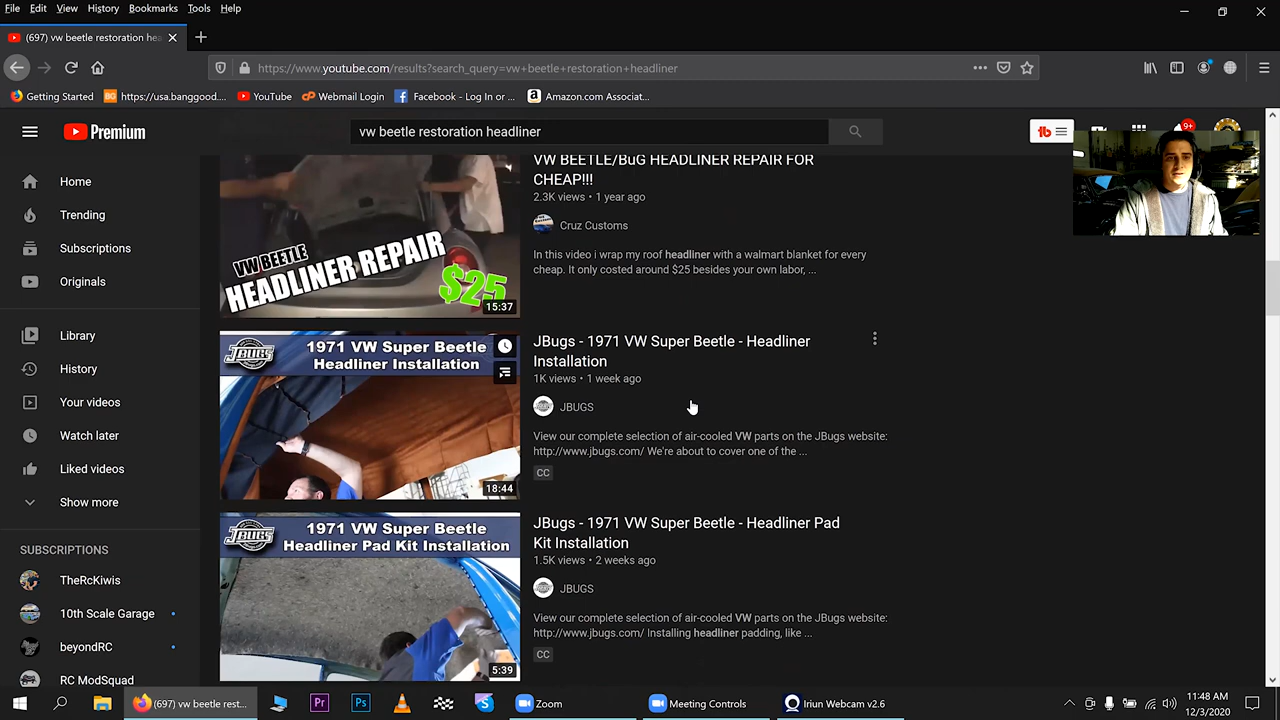 File Edit View History Bookmarks Tools Help
(697) vw beetle restoration hea
https://www.youtube.com/results?search_query=vw+beetle+restoration+headliner
Getting Started https://usa.banggood.... YouTube Webmail Login Facebook - Log In or ... Amazon.com Associat...
Premium
vw beetle restoration headliner
9+
Home
Trending
Subscriptions
Originals
Library
History
Your videos
Watch later
Liked videos
Show more
SUBSCRIPTIONS
TheRcKiwis
10th Scale Garage
beyondRC
RC ModSquad
VW BEETLE
HEADLINER REPAIR
$25
15:37
VW BEETLE/BuG HEADLINER REPAIR FOR
CHEAP!!!
2.3K views • 1 year ago
Cruz Customs
In this video i wrap my roof headliner with a walmart blanket for every
cheap. It only costed around $25 besides your own labor, ...
JBUGS
1971 VW Super Beetle
Headliner Installation
18:44
JBugs - 1971 VW Super Beetle - Headliner
Installation
1K views • 1 week ago
JBUGS
View our complete selection of air-cooled VW parts on the JBugs website:
http://www.jbugs.com/ We're about to cover one of the ...
CC
JBUGS
1971 VW Super Beetle
Headliner Pad Kit Installation
5:39
JBugs - 1971 VW Super Beetle - Headliner Pad
Kit Installation
1.5K views • 2 weeks ago
JBUGS
View our complete selection of air-cooled VW parts on the JBugs website:
http://www.jbugs.com/ Installing headliner padding, like ...
CC
(697) vw beetle rest... Pr Ps Zoom Meeting Controls Iriun Webcam v2.6
11:48 AM
12/3/2020